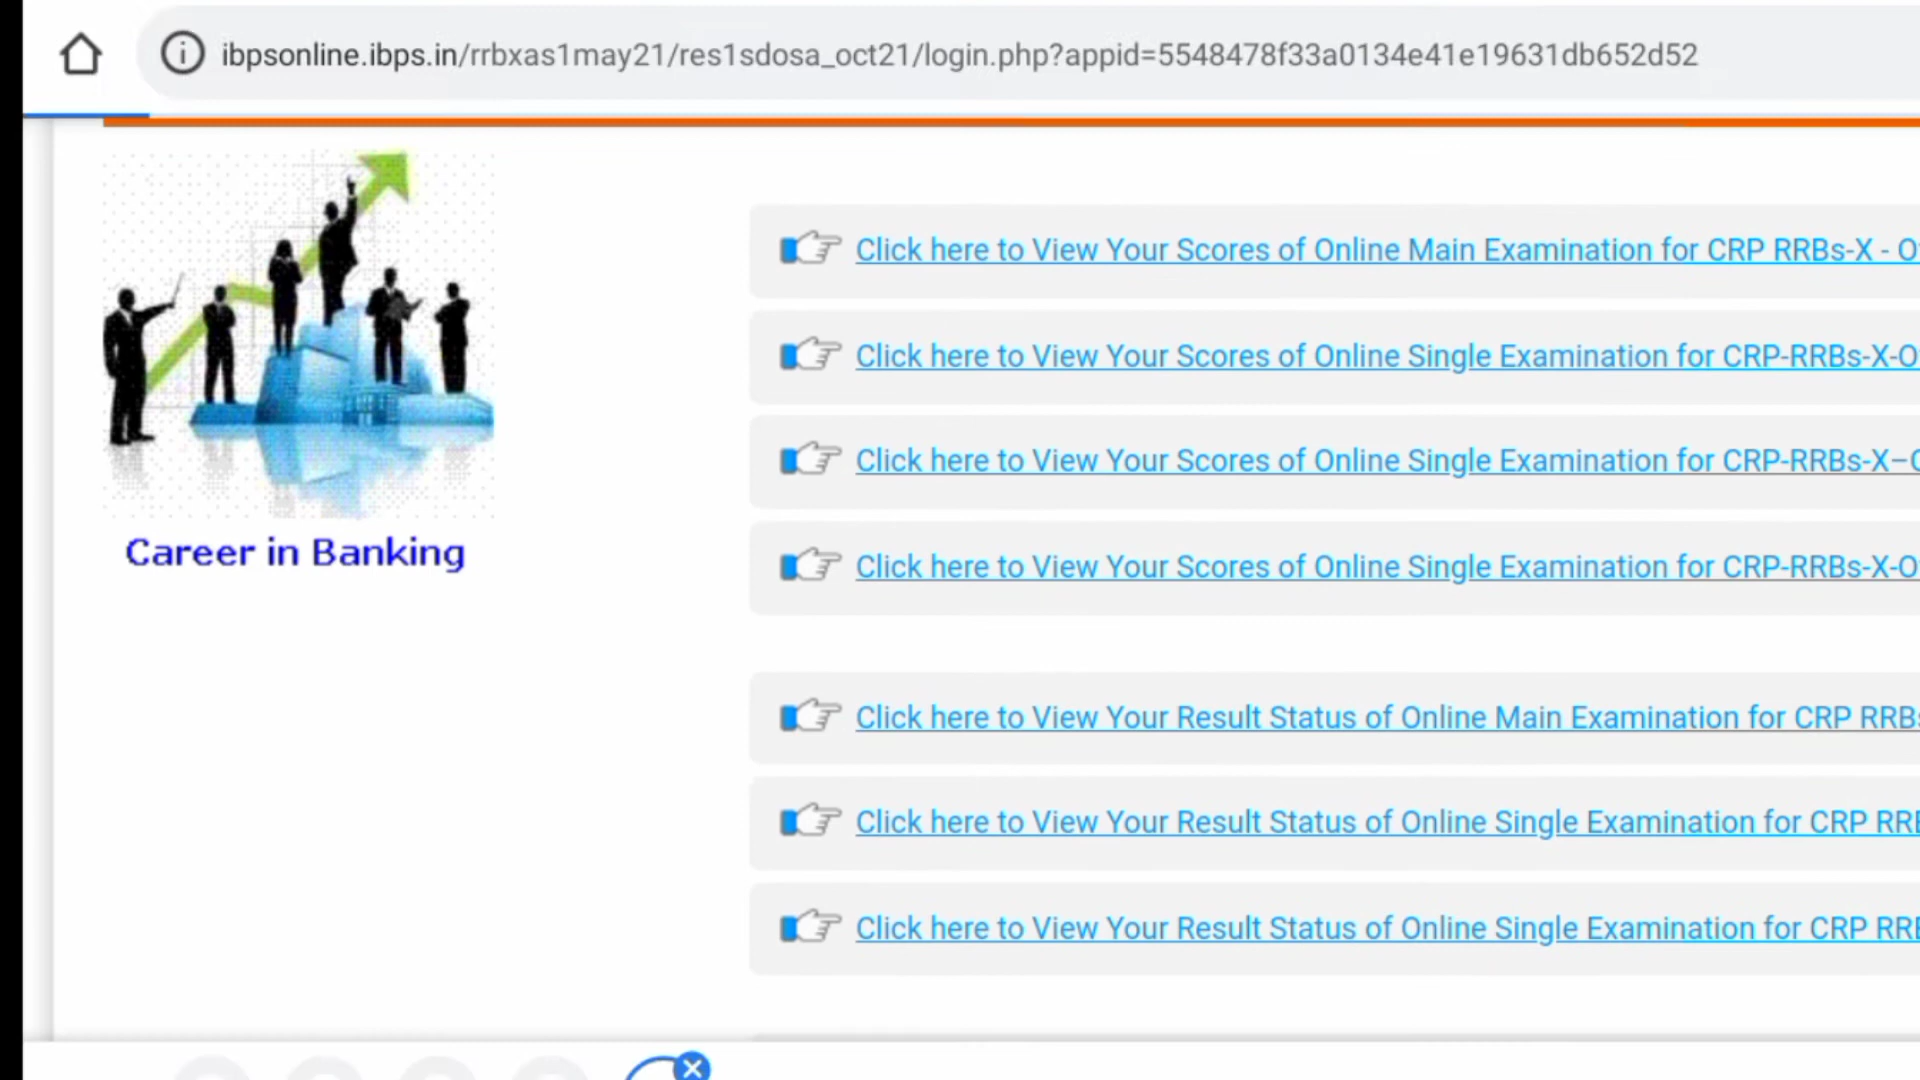 ibpsonline.ibps.in/rrbxas1may21/res1sdosa_oct21/login.php?appid=5548478f33a0134e41e19631db652d52
Career in Banking
Click here to View Your Scores of Online Main Examination for CRP RRBs-X -
Click here to View Your Scores of Online Single Examination for CRP-RRBs-X-
Click here to View Your Scores of Online Single Examination for CRP-RRBs-X–
Click here to View Your Scores of Online Single Examination for CRP-RRBs-X-
Click here to View Your Result Status of Online Main Examination for CRP
Click here to View Your Result Status of Online Single Examination for CRP
Click here to View Your Result Status of Online Single Examination for CRP